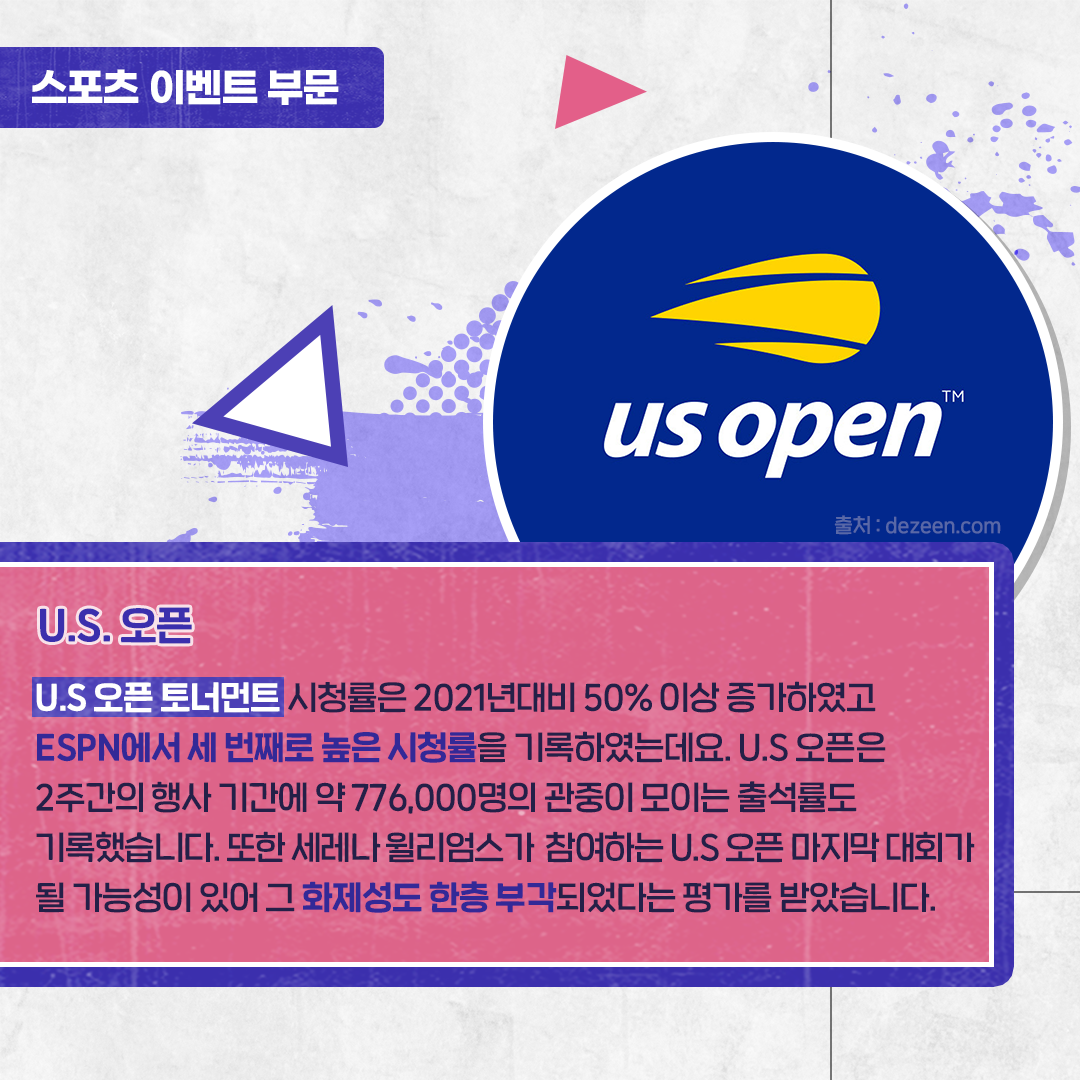 스포츠 이벤트 부문
us open™
출처 : dezeen.com
U.S. 오픈
U.S 오픈 토너먼트 시청률은 2021년대비 50% 이상 증가하였고
ESPN에서 세 번째로 높은 시청률을 기록하였는데요. U.S 오픈은
2주간의 행사 기간에 약 776,000명의 관중이 모이는 출석률도
기록했습니다. 또한 세레나 윌리엄스가 참여하는 U.S 오픈 마지막 대회가
될 가능성이 있어 그 화제성도 한층 부각되었다는 평가를 받았습니다.